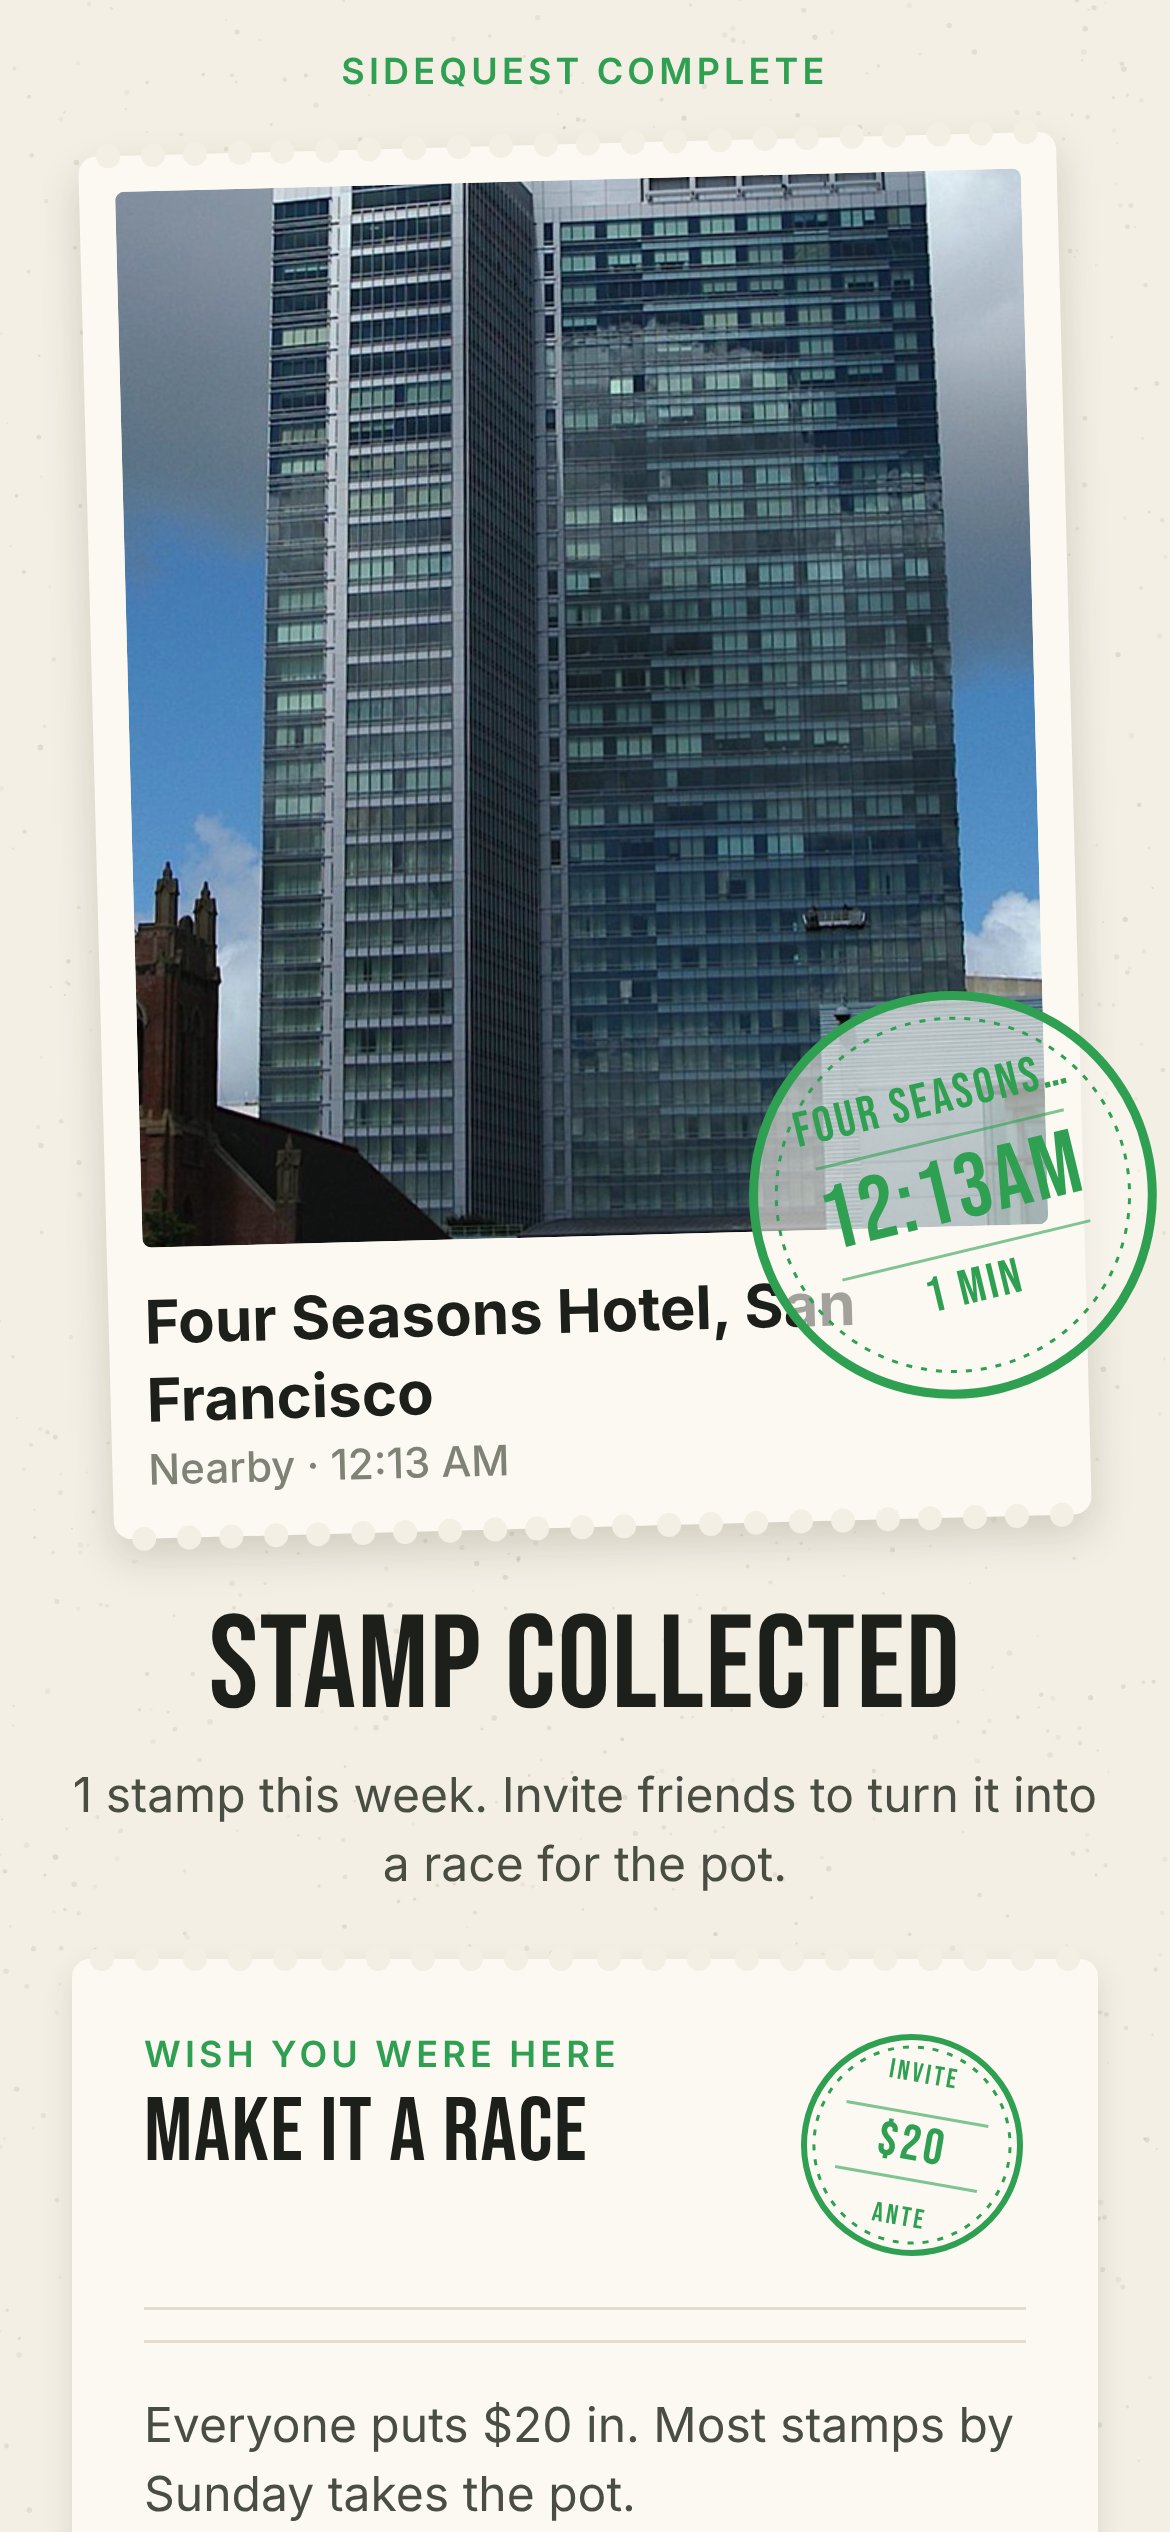 SIDEQUEST COMPLETE
FOUR SEASONS...
12:13AM
1 MIN
Four Seasons Hotel, San
Francisco
Nearby · 12:13 AM
STAMP COLLECTED
1 stamp this week. Invite friends to turn it into
a race for the pot.
WISH YOU WERE HERE
MAKE IT A RACE
INVITE
$20
ANTE
Everyone puts $20 in. Most stamps by
Sunday takes the pot.